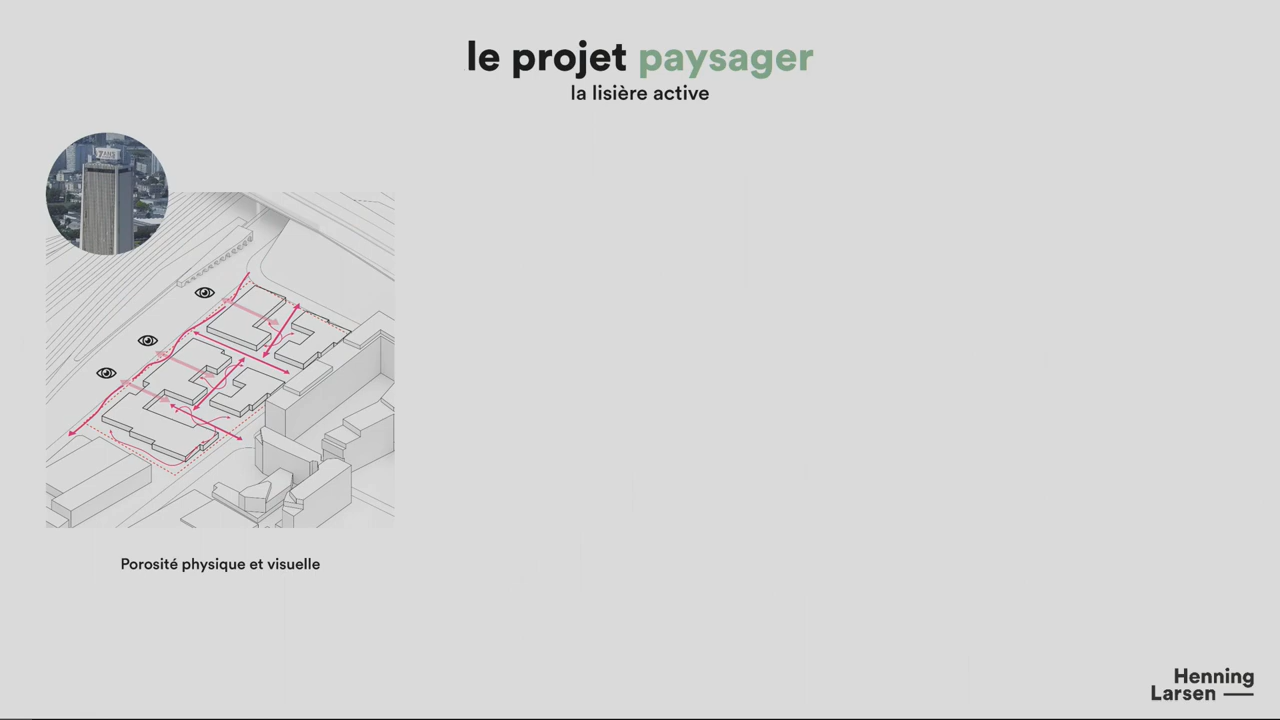 le projet paysager
la lisière active
Porosité physique et visuelle
Henning
Larsen